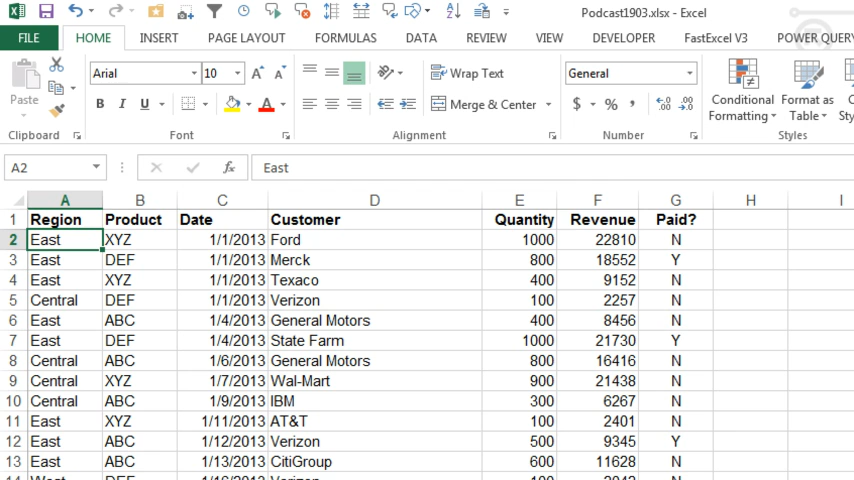 Podcast1903.xlsx - Excel
FILE HOME INSERT PAGE LAYOUT FORMULAS DATA REVIEW VIEW DEVELOPER FastExcel V3 POWER QUERY
Paste
Arial 10
B I U A
Wrap Text
Merge & Center
General
$ % ,
Conditional Formatting
Format as Table
Clipboard Font Alignment Number Styles
A2 fx East
A B C D E F G H I
1 Region Product Date Customer Quantity Revenue Paid?
2 East XYZ 1/1/2013 Ford 1000 22810 N
3 East DEF 1/1/2013 Merck 800 18552 Y
4 East XYZ 1/1/2013 Texaco 400 9152 N
5 Central DEF 1/1/2013 Verizon 100 2257 N
6 East ABC 1/4/2013 General Motors 400 8456 N
7 East DEF 1/4/2013 State Farm 1000 21730 Y
8 Central ABC 1/6/2013 General Motors 800 16416 N
9 Central XYZ 1/7/2013 Wal-Mart 900 21438 N
10 Central ABC 1/9/2013 IBM 300 6267 N
11 East XYZ 1/11/2013 AT&T 100 2401 N
12 East ABC 1/12/2013 Verizon 500 9345 Y
13 East ABC 1/13/2013 CitiGroup 600 11628 N